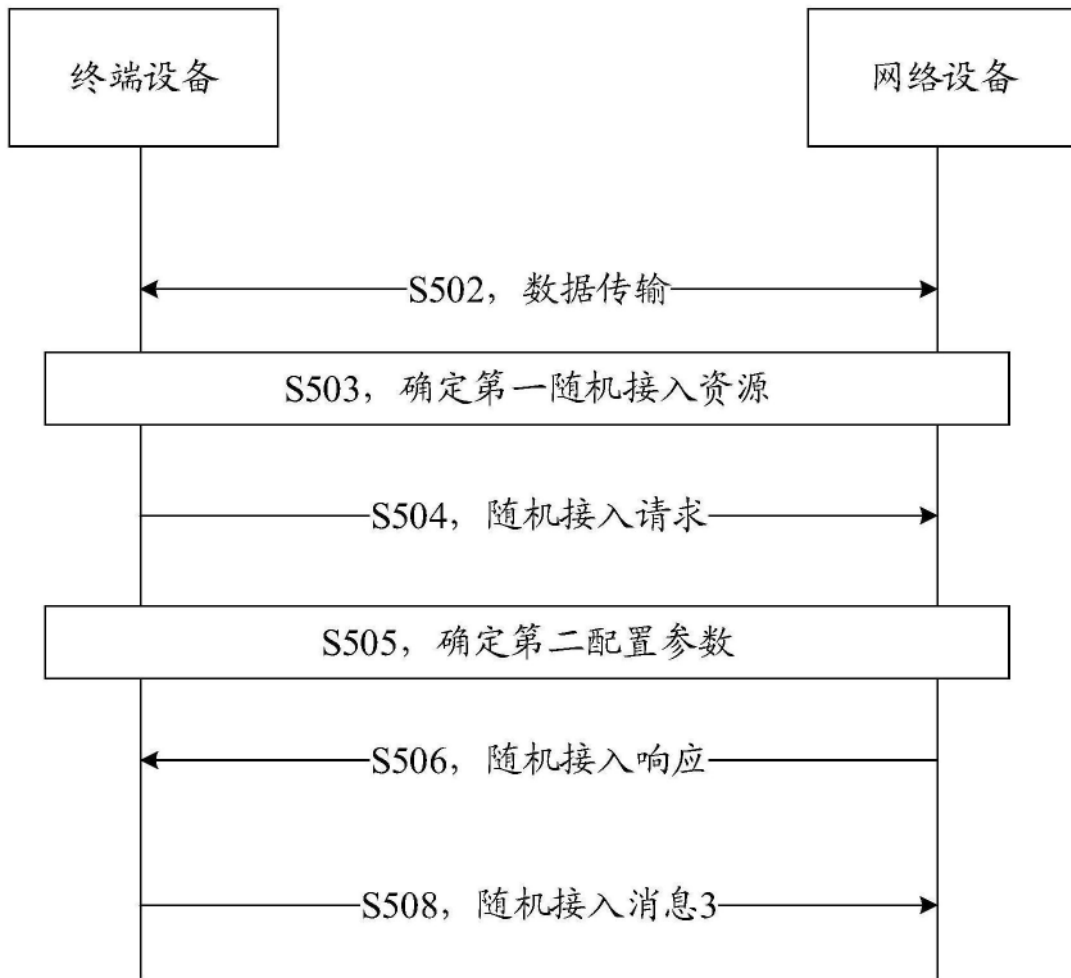 终端设备
网络设备
S502，数据传输
S503，确定第一随机接入资源
S504，随机接入请求
S505，确定第二配置参数
S506，随机接入响应
S508，随机接入消息3